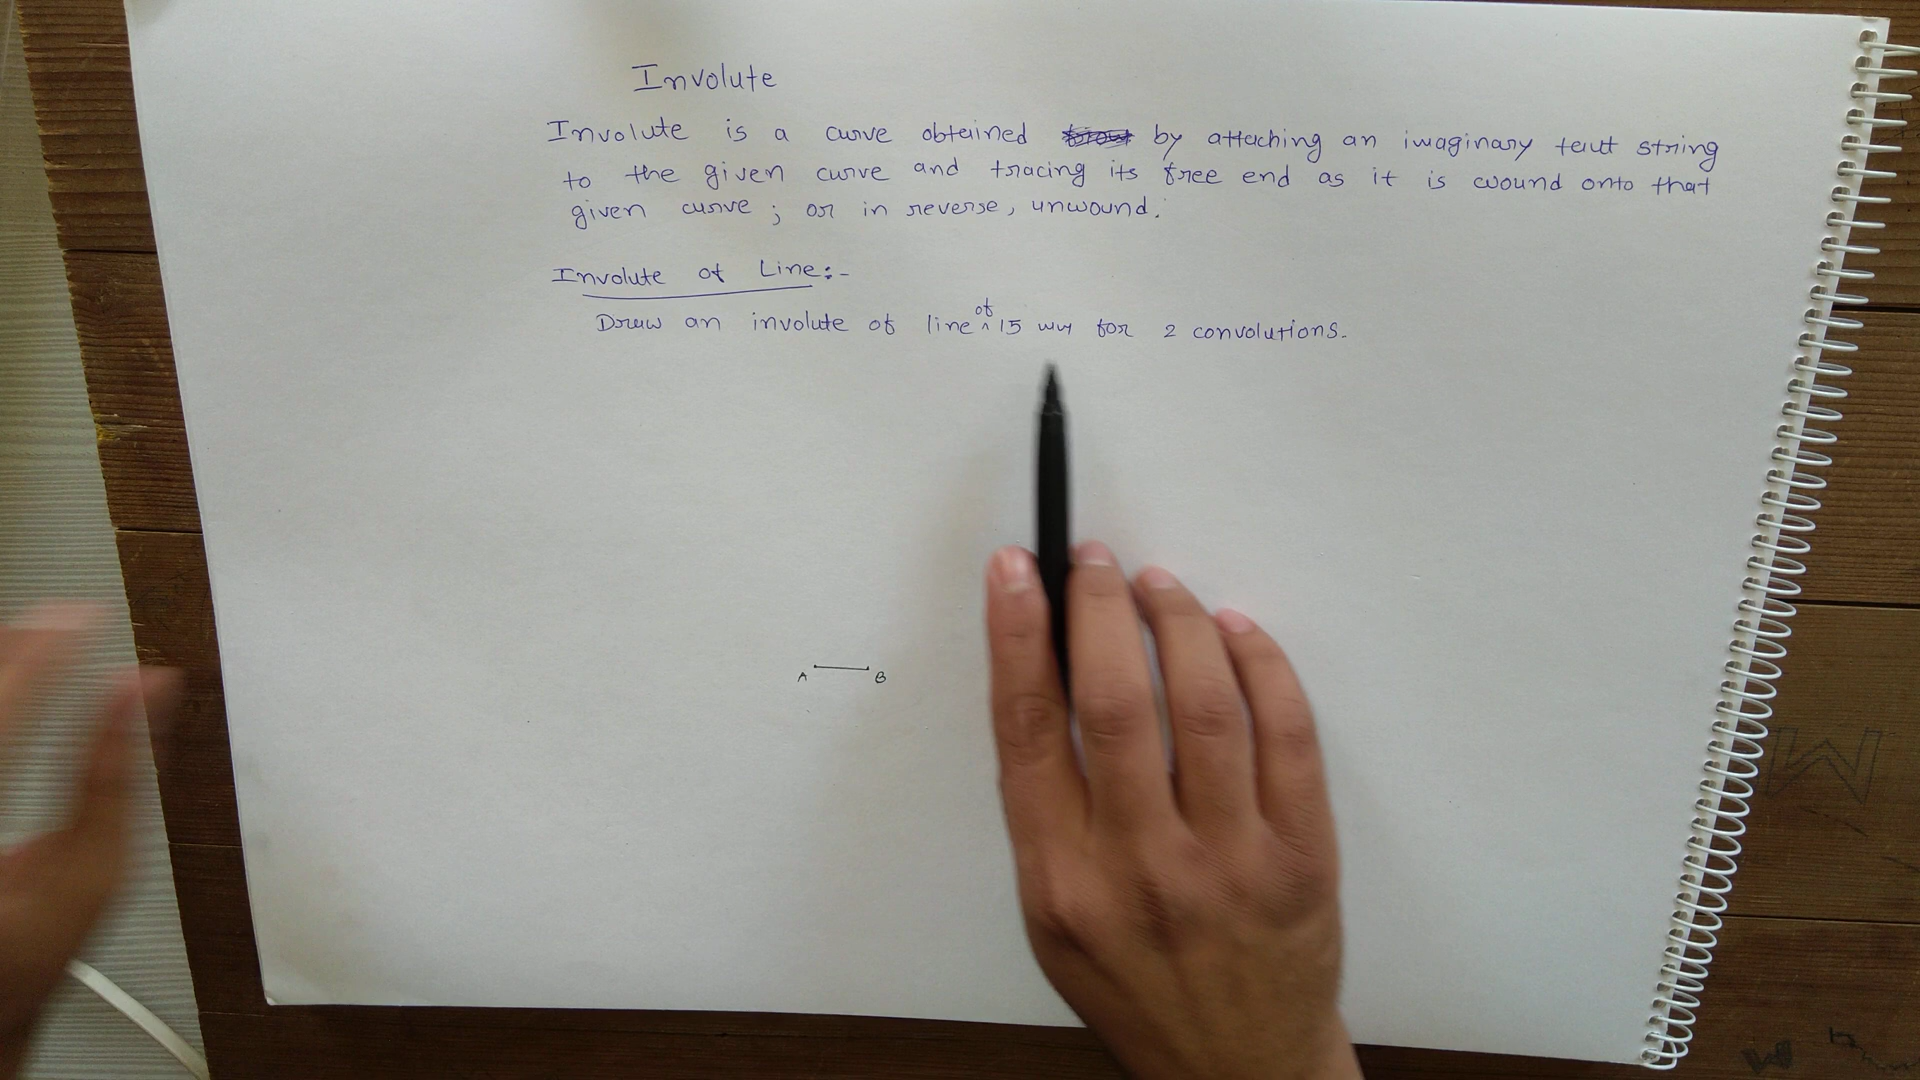 Involute
Involute is a curve obtained by attaching an imaginary taut string
to the given curve and tracing its free end as it is wound onto that
given curve; or in reverse, unwound.
Involute of Line:-
Draw an involute of line of 15 mm for 2 convolutions.
A B
M